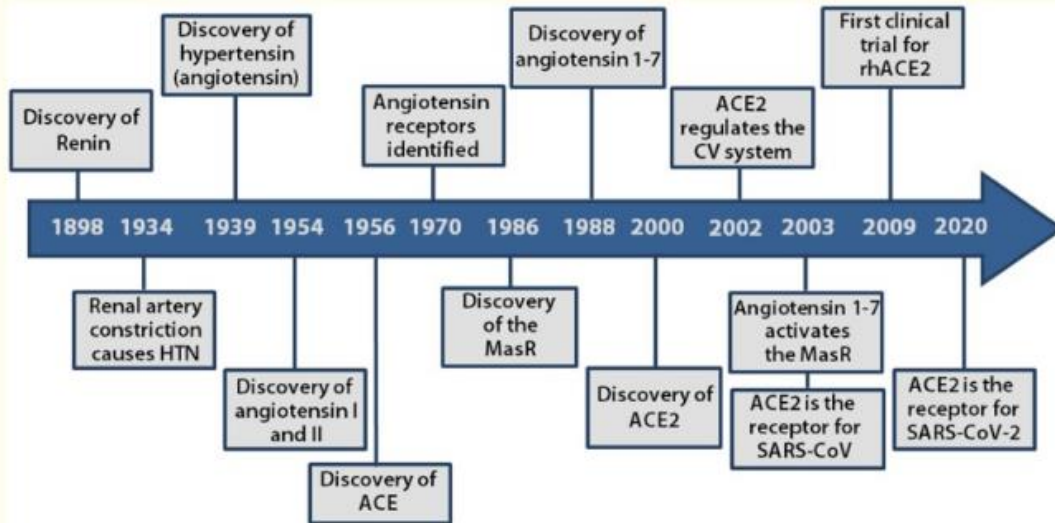 Discovery of
Renin
Discovery of
hypertensin
(angiotensin)
Angiotensin
receptors
identified
Discovery of
angiotensin 1-7
ACE2
regulates the
CV system
First clinical
trial for
rhACE2
1898 1934 1939 1954 1956 1970 1986 1988 2000 2002 2003 2009 2020
Renal artery
constriction
causes HTN
Discovery of
angiotensin I
and II
Discovery of
ACE
Discovery
of the
MasR
Discovery of
ACE2
Angiotensin 1-7
activates
the MasR
ACE2 is the
receptor for
SARS-CoV
ACE2 is the
receptor for
SARS-CoV-2